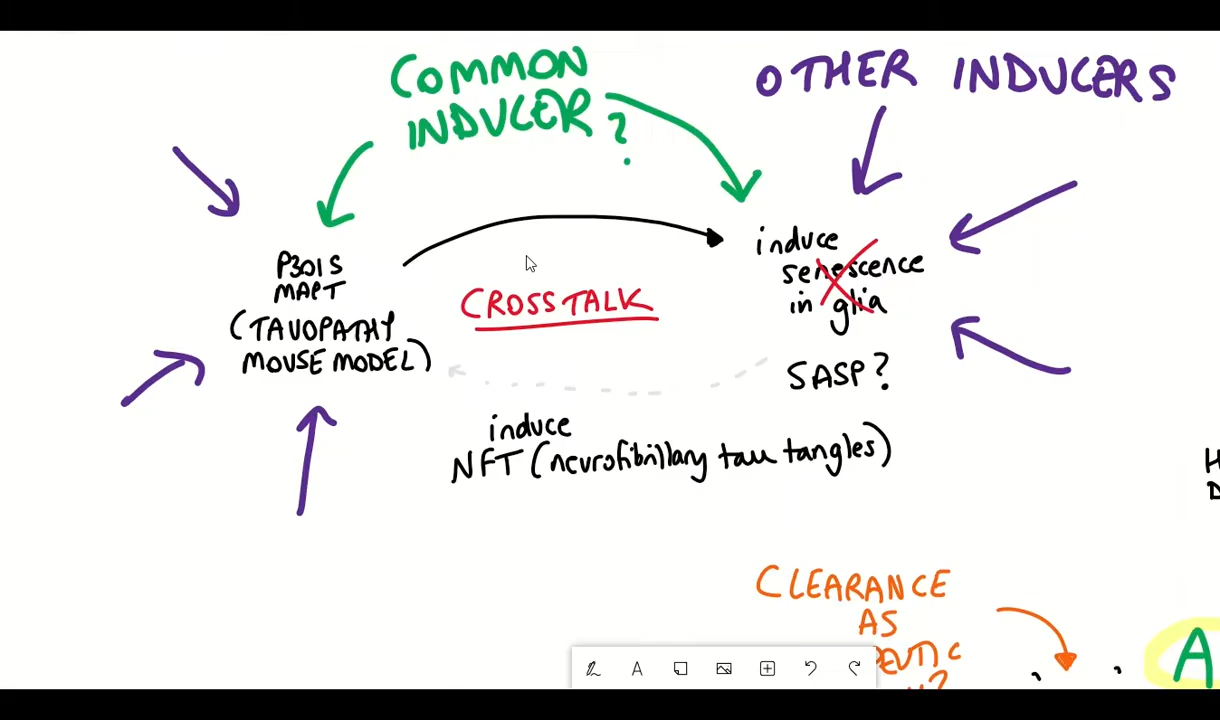 COMMON
INDUCER?
OTHER INDUCERS
P301S
MAPT
(TAUOPATHY
MOUSE MODEL)
CROSSTALK
induce
senescence
in glia
SASP?
induce
NFT (neurofibrillary tau tangles)
CLEARANCE
AS
A